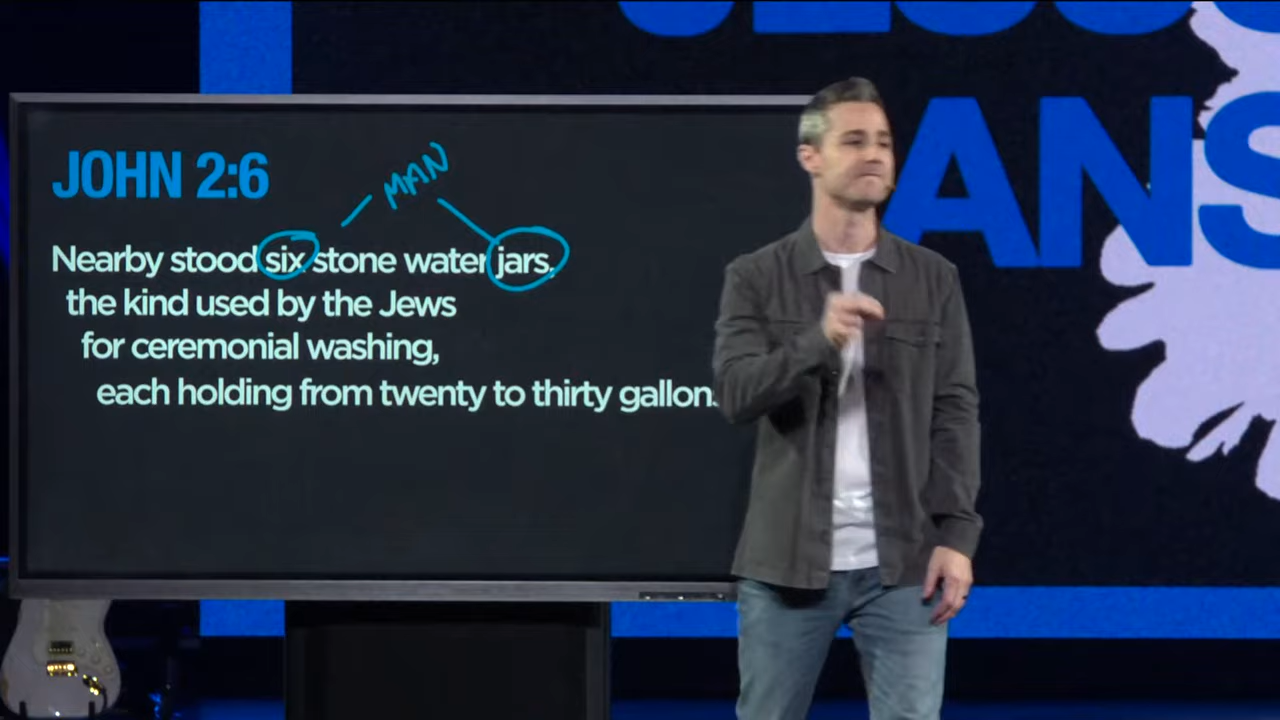 ANS
JOHN 2:6
MAN
Nearby stood six stone water jars,
the kind used by the Jews
for ceremonial washing,
each holding from twenty to thirty gallons